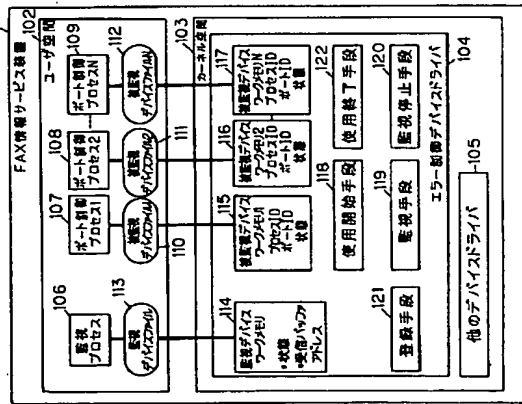 FAX情報サービス装置
102
ユーザ空間
106
監視
プロセス
107
ポート制御
プロセス1
108
ポート制御
プロセス2
109
ポート制御
プロセスN
113
監視
デバイスファイル
110
被監視
デバイスファイル1
111
被監視
デバイスファイル2
112
被監視
デバイスファイルN
103
カーネル空間
114
監視デバイス
ワークメモリ
・状態
・受信バッファ
アドレス
115
被監視デバイス
ワークメモリ1
プロセスID
ポートID
状態
116
被監視デバイス
ワークメモリ2
プロセスID
ポートID
状態
117
被監視デバイス
ワークメモリN
プロセスID
ポートID
状態
118
使用開始手段
122
使用終了手段
121
登録手段
119
監視手段
120
監視停止手段
エラー制御デバイスドライバ
104
他のデバイスドライバ
105